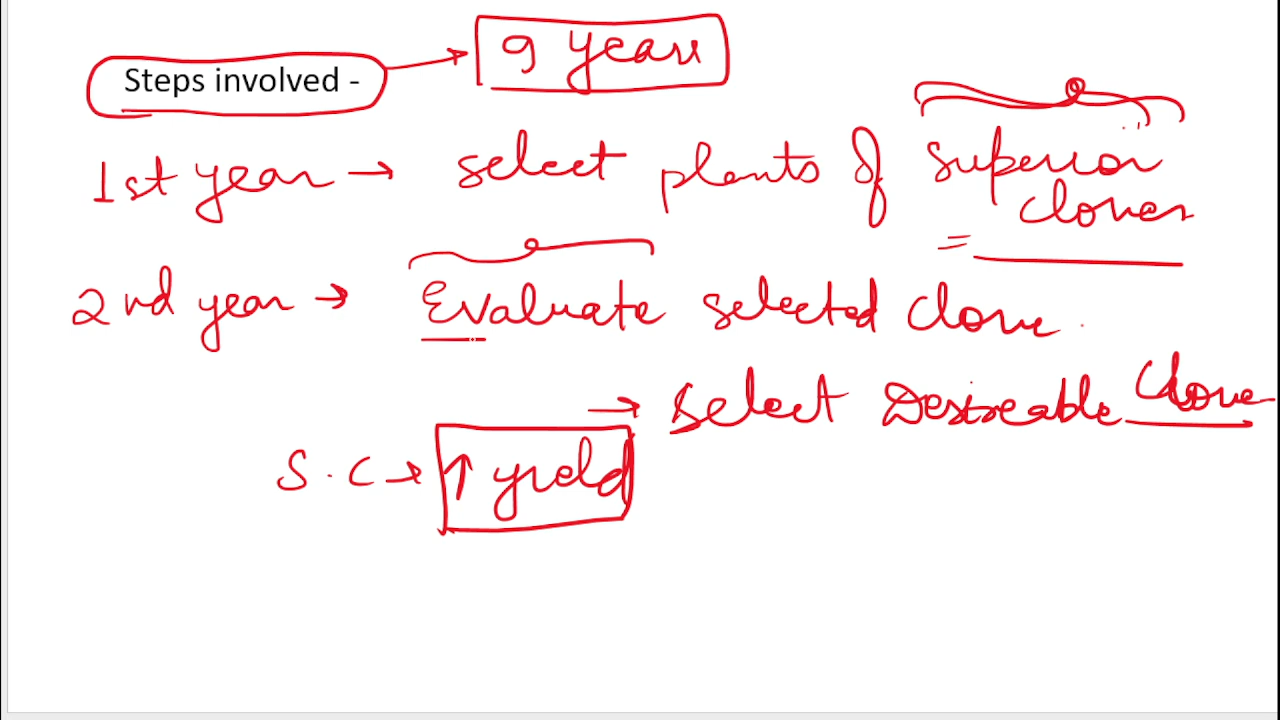 Steps involved - → 9 years
1st year → select plants of superior
clones
=
2nd year → Evaluate selected clone.
→ Select Desireable Clone
S.C → ↑ yield